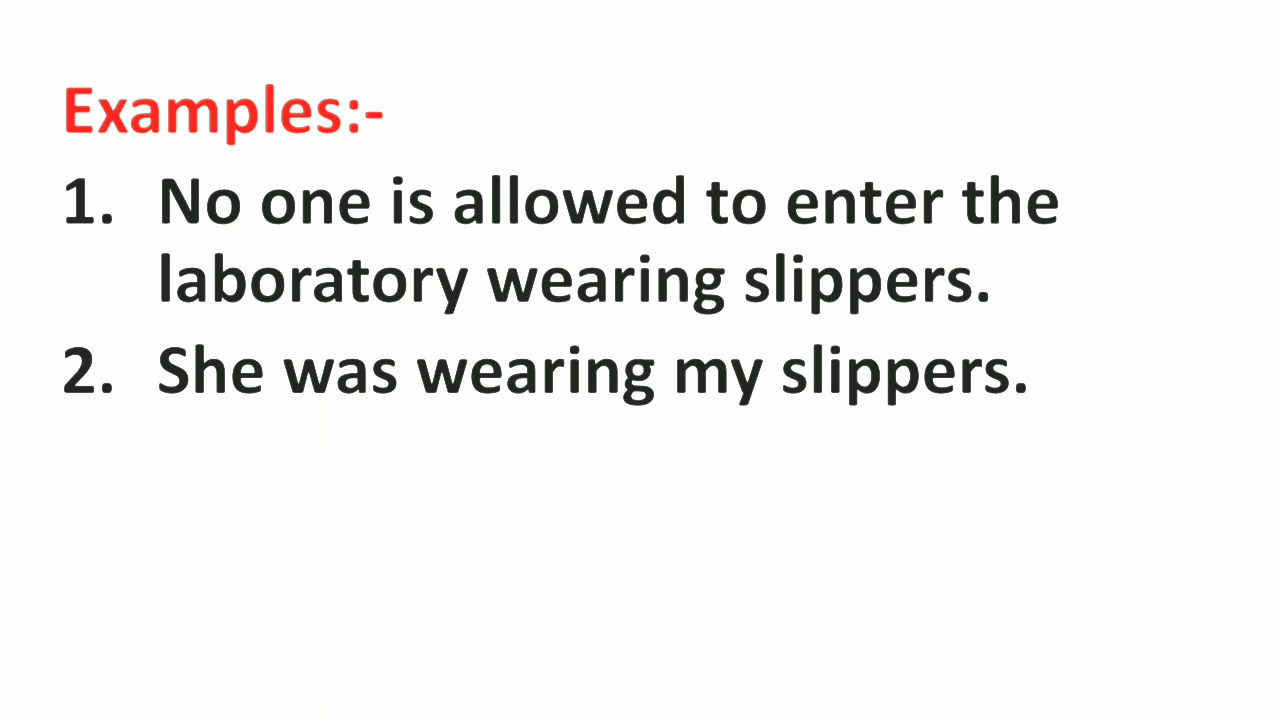 Examples:-
1. No one is allowed to enter the
laboratory wearing slippers.
2. She was wearing my slippers.